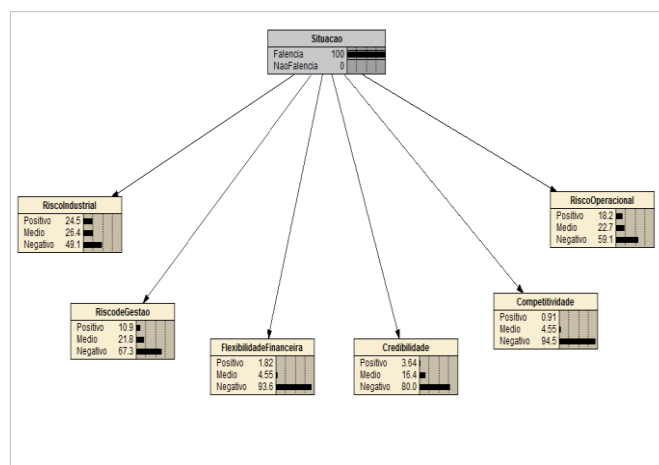 Situacao
Falencia 100
NaoFalencia 0
RiscoIndustrial
Positivo 24.5
Medio 26.4
Negativo 49.1
RiscoOperacional
Positivo 18.2
Medio 22.7
Negativo 59.1
RiscodeGestao
Positivo 10.9
Medio 21.8
Negativo 67.3
Competitividade
Positivo 0.91
Medio 4.55
Negativo 94.5
FlexibilidadeFinanceira
Positivo 1.82
Medio 4.55
Negativo 93.6
Credibilidade
Positivo 3.64
Medio 16.4
Negativo 80.0